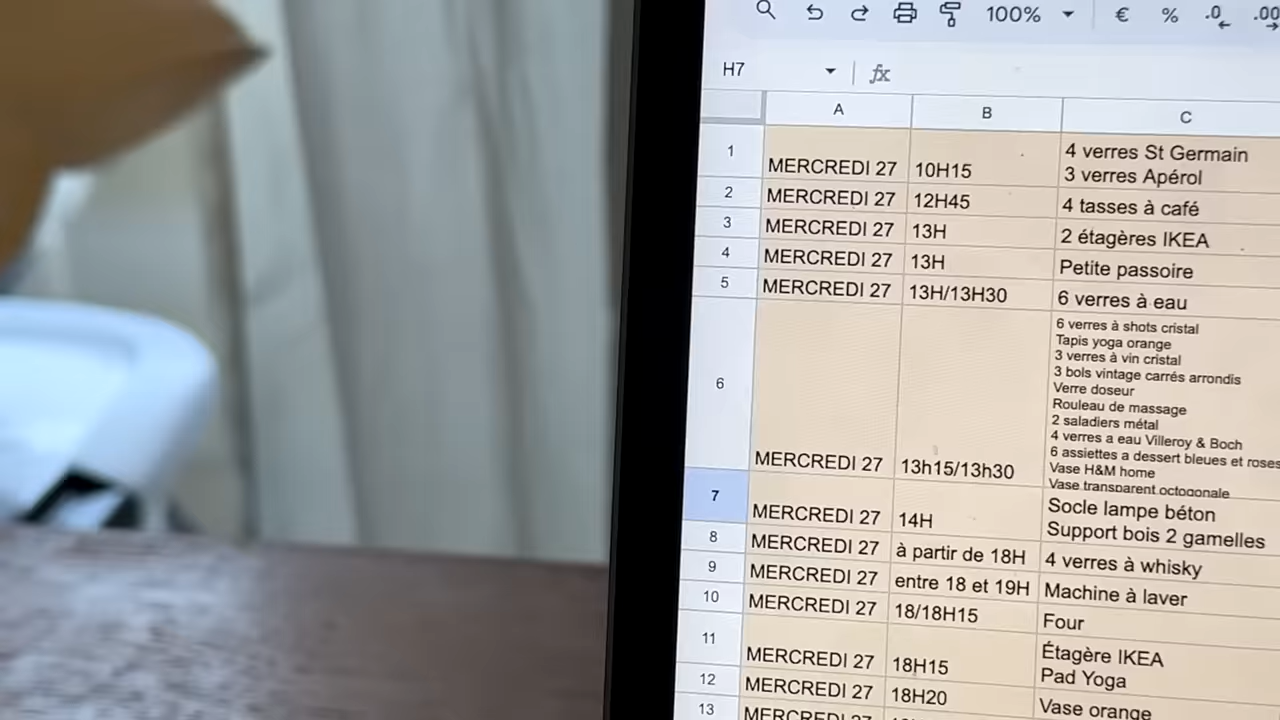 100% € % .0 .00
H7 fx
A B C
1 MERCREDI 27 10H15 4 verres St Germain
3 verres Apérol
2 MERCREDI 27 12H45 4 tasses à café
3 MERCREDI 27 13H 2 étagères IKEA
4 MERCREDI 27 13H Petite passoire
5 MERCREDI 27 13H/13H30 6 verres à eau
6 MERCREDI 27 13h15/13h30 6 verres à shots cristal
Tapis yoga orange
3 verres à vin cristal
3 bols vintage carrés arrondis
Verre doseur
Rouleau de massage
2 saladiers métal
4 verres a eau Villeroy & Boch
6 assiettes a dessert bleues et roses
Vase H&M home
Vase transparent octogonale
7 MERCREDI 27 14H Socle lampe béton
Support bois 2 gamelles
8 MERCREDI 27 à partir de 18H 4 verres à whisky
9 MERCREDI 27 entre 18 et 19H Machine à laver
10 MERCREDI 27 18/18H15 Four
11 MERCREDI 27 18H15 Étagère IKEA
Pad Yoga
12 MERCREDI 27 18H20 Vase orange
13 MERCREDI 27